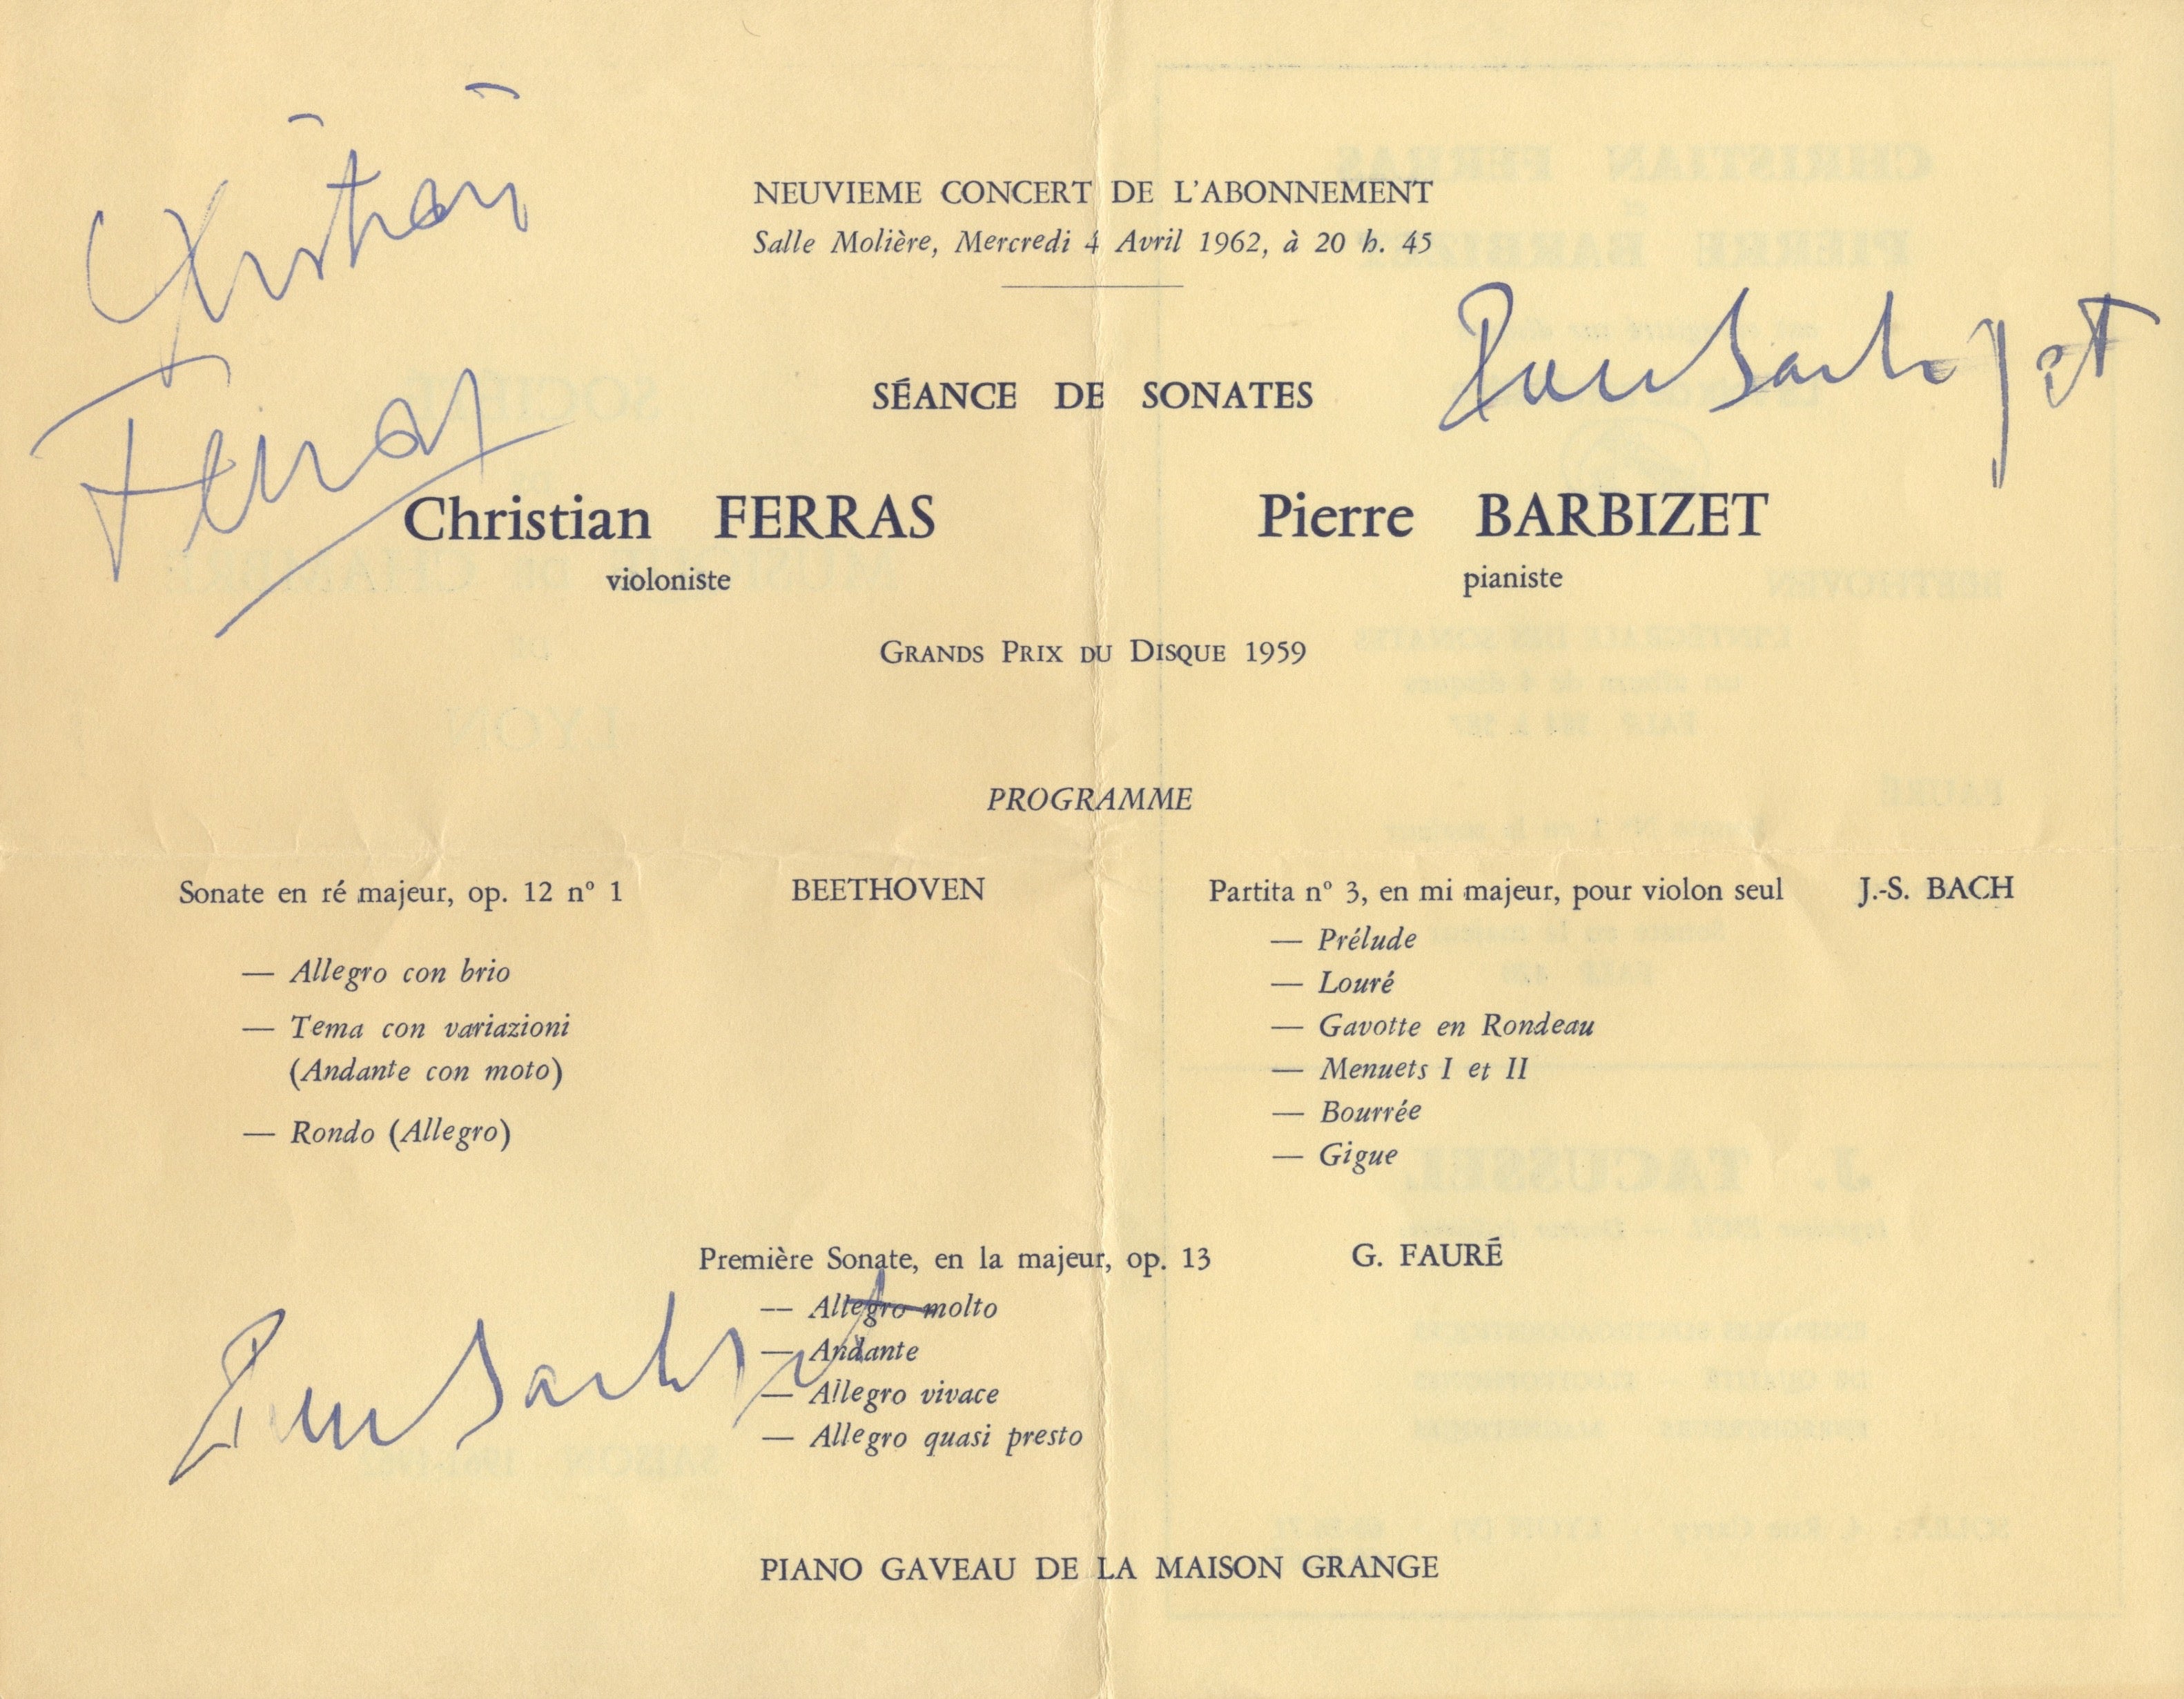 Christian
Ferras
NEUVIEME CONCERT DE L'ABONNEMENT
Salle Molière, Mercredi 4 Avril 1962, à 20 h. 45
Pierre Barbizet
SÉANCE DE SONATES
Christian FERRAS
violoniste
Pierre BARBIZET
pianiste
GRANDS PRIX DU DISQUE 1959
PROGRAMME
Sonate en ré majeur, op. 12 n° 1 BEETHOVEN
— Allegro con brio
— Tema con variazioni
(Andante con moto)
— Rondo (Allegro)
Partita n° 3, en mi majeur, pour violon seul J.-S. BACH
— Prélude
— Louré
— Gavotte en Rondeau
— Menuets I et II
— Bourrée
— Gigue
Première Sonate, en la majeur, op. 13 G. FAURÉ
— Allegro molto
— Andante
— Allegro vivace
— Allegro quasi presto
Pierre Barbizet
PIANO GAVEAU DE LA MAISON GRANGE